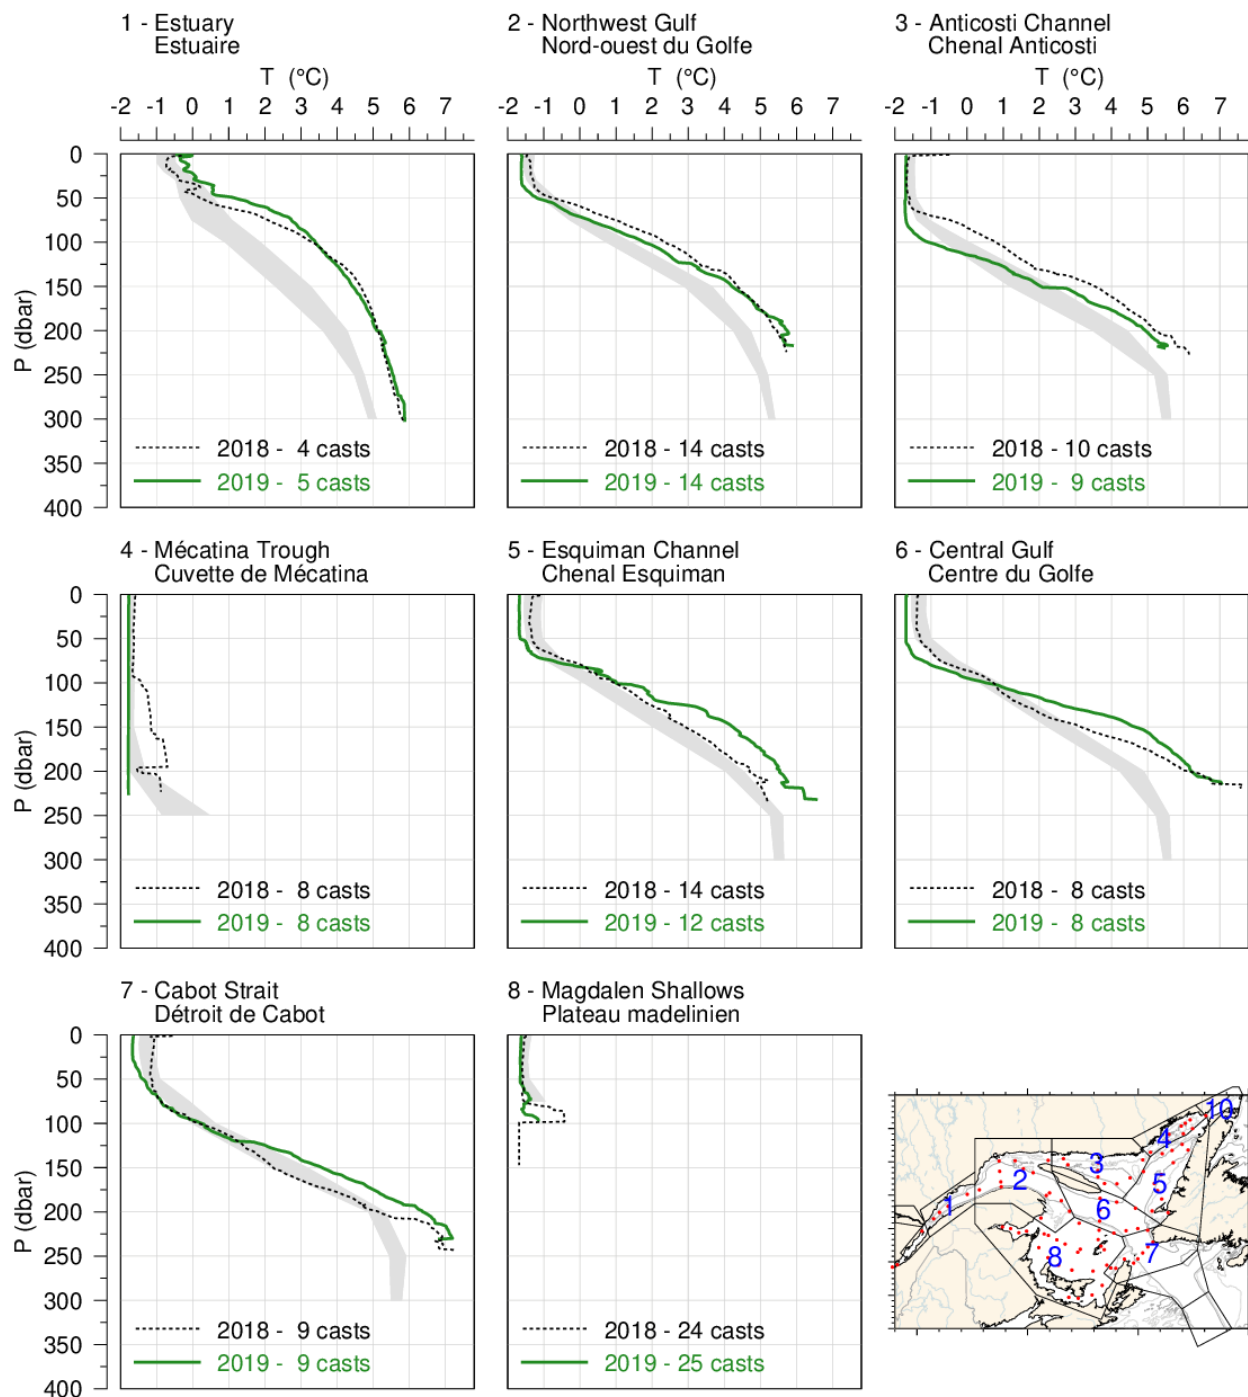 1 - Estuary
Estuaire
2 - Northwest Gulf
Nord-ouest du Golfe
3 - Anticosti Channel
Chenal Anticosti
T (°C)
T (°C)
T (°C)
-2 -1 0 1 2 3 4 5 6 7
-2 -1 0 1 2 3 4 5 6 7
-2 -1 0 1 2 3 4 5 6 7
P (dbar)
0
50
100
150
200
250
300
350
400
2018 - 4 casts
2019 - 5 casts
2018 - 14 casts
2019 - 14 casts
2018 - 10 casts
2019 - 9 casts
4 - Mécatina Trough
Cuvette de Mécatina
5 - Esquiman Channel
Chenal Esquiman
6 - Central Gulf
Centre du Golfe
P (dbar)
0
50
100
150
200
250
300
350
400
2018 - 8 casts
2019 - 8 casts
2018 - 14 casts
2019 - 12 casts
2018 - 8 casts
2019 - 8 casts
7 - Cabot Strait
Détroit de Cabot
8 - Magdalen Shallows
Plateau madelinien
P (dbar)
0
50
100
150
200
250
300
350
400
2018 - 9 casts
2019 - 9 casts
2018 - 24 casts
2019 - 25 casts
10
4
3
2
5
1
6
7
8